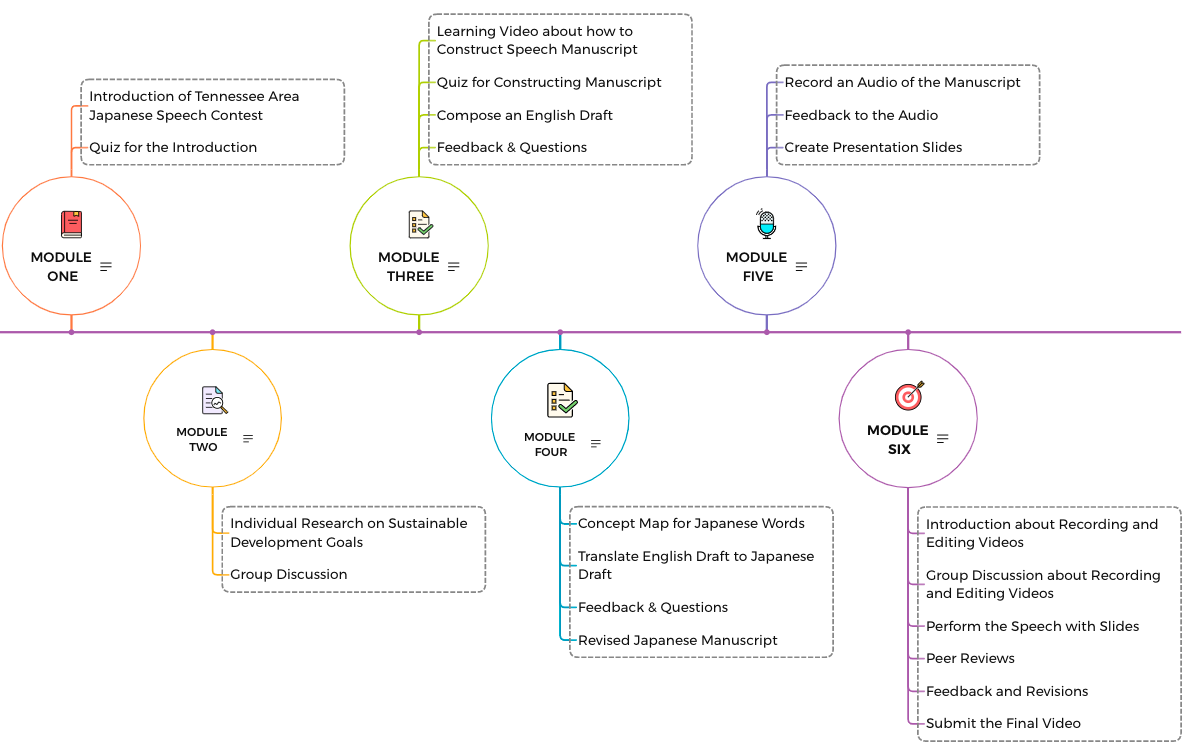 Introduction of Tennessee Area
Japanese Speech Contest
Quiz for the Introduction
MODULE
ONE
Individual Research on Sustainable
Development Goals
Group Discussion
MODULE
TWO
Learning Video about how to
Construct Speech Manuscript
Quiz for Constructing Manuscript
Compose an English Draft
Feedback & Questions
MODULE
THREE
MODULE
FOUR
Concept Map for Japanese Words
Translate English Draft to Japanese
Draft
Feedback & Questions
Revised Japanese Manuscript
Record an Audio of the Manuscript
Feedback to the Audio
Create Presentation Slides
MODULE
FIVE
MODULE
SIX
Introduction about Recording and
Editing Videos
Group Discussion about Recording
and Editing Videos
Perform the Speech with Slides
Peer Reviews
Feedback and Revisions
Submit the Final Video